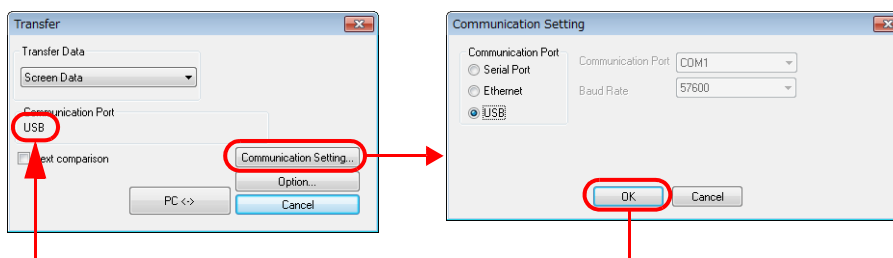 Transfer
Transfer Data
Screen Data
Communication Port
USB
Text comparison
Communication Setting...
Option...
PC <->
Cancel
Communication Setting
Communication Port
Serial Port
Ethernet
USB
Communication Port COM1
Baud Rate 57600
OK Cancel